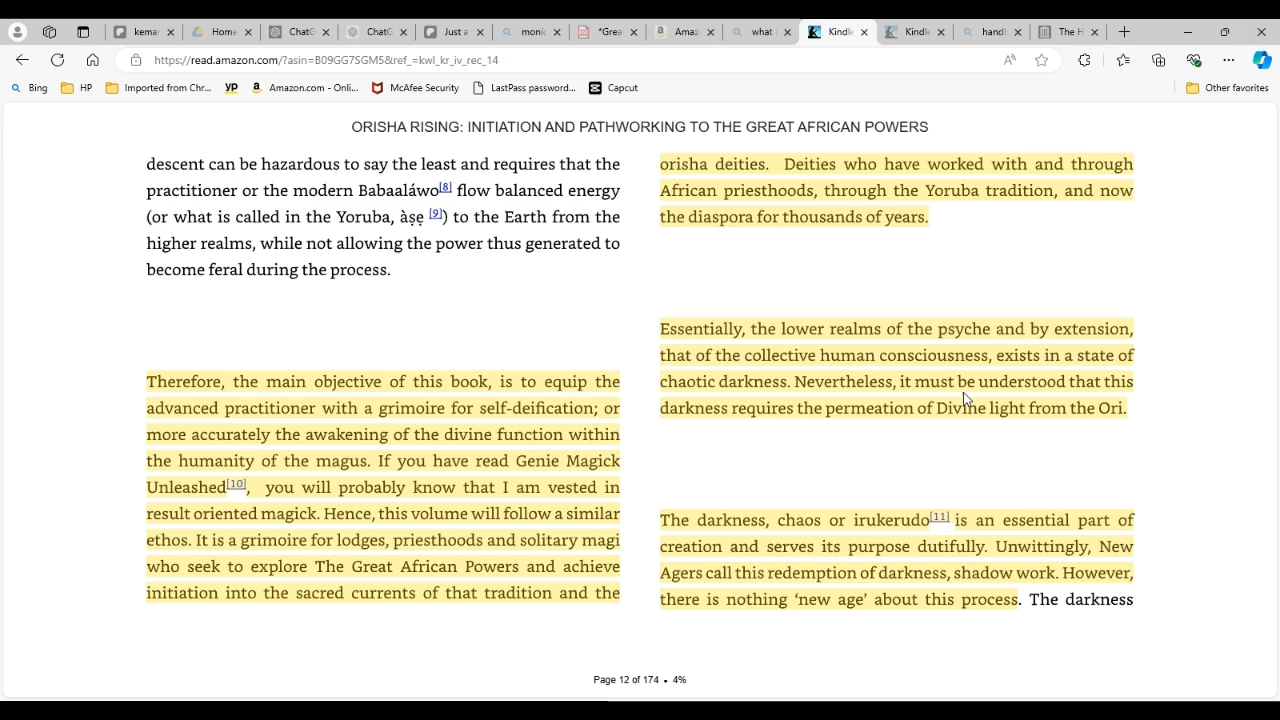 kema
Home
ChatG
ChatG
Just a
monic
*Grea
Amaz
what
Kindle
Kindle
handl
The H
https://read.amazon.com/?asin=B09GG7SGM5&ref_=kwl_kr_iv_rec_14
Bing
HP
Imported from Chr...
yp
Amazon.com - Onli...
McAfee Security
LastPass password...
Capcut
Other favorites
ORISHA RISING: INITIATION AND PATHWORKING TO THE GREAT AFRICAN POWERS
descent can be hazardous to say the least and requires that the
practitioner or the modern Babaaláwo[8] flow balanced energy
(or what is called in the Yoruba, àṣẹ [9]) to the Earth from the
higher realms, while not allowing the power thus generated to
become feral during the process.
Therefore, the main objective of this book, is to equip the
advanced practitioner with a grimoire for self-deification; or
more accurately the awakening of the divine function within
the humanity of the magus. If you have read Genie Magick
Unleashed[10], you will probably know that I am vested in
result oriented magick. Hence, this volume will follow a similar
ethos. It is a grimoire for lodges, priesthoods and solitary magi
who seek to explore The Great African Powers and achieve
initiation into the sacred currents of that tradition and the
orisha deities. Deities who have worked with and through
African priesthoods, through the Yoruba tradition, and now
the diaspora for thousands of years.
Essentially, the lower realms of the psyche and by extension,
that of the collective human consciousness, exists in a state of
chaotic darkness. Nevertheless, it must be understood that this
darkness requires the permeation of Divine light from the Ori.
The darkness, chaos or irukerudo[11] is an essential part of
creation and serves its purpose dutifully. Unwittingly, New
Agers call this redemption of darkness, shadow work. However,
there is nothing ‘new age’ about this process. The darkness
Page 12 of 174 • 4%